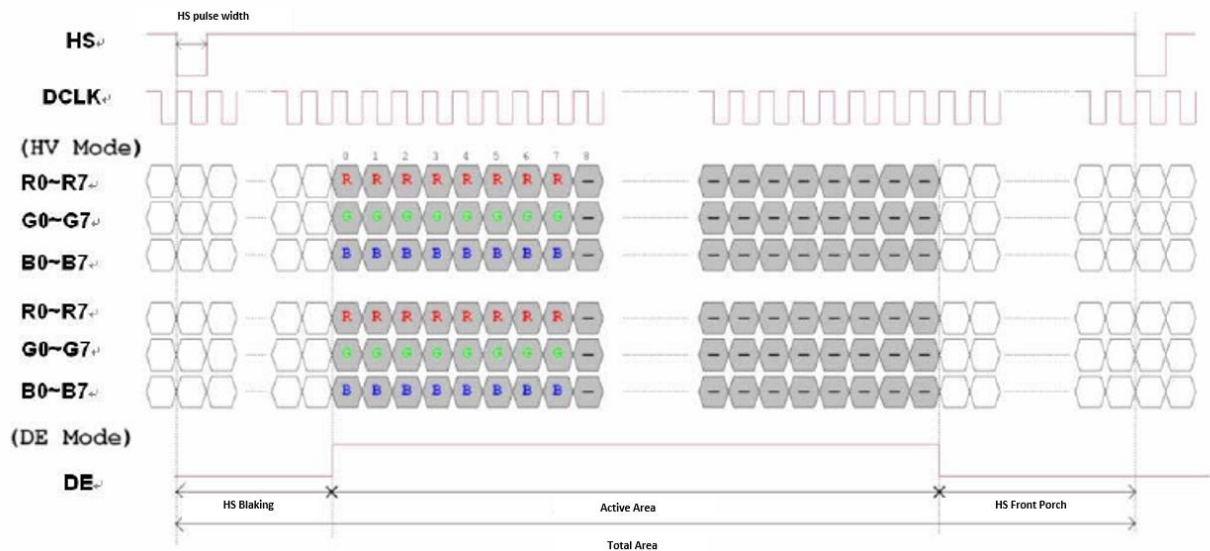 HS pulse width
HS
DCLK
(HV Mode)
0 1 2 3 4 5 6 7 8
R0~R7 R R R R R R R R
G0~G7 G G G G G G G G
B0~B7 B B B B B B B B
R0~R7 R R R R R R R R
G0~G7 G G G G G G G G
B0~B7 B B B B B B B B
(DE Mode)
DE
HS Blaking Active Area HS Front Porch
Total Area